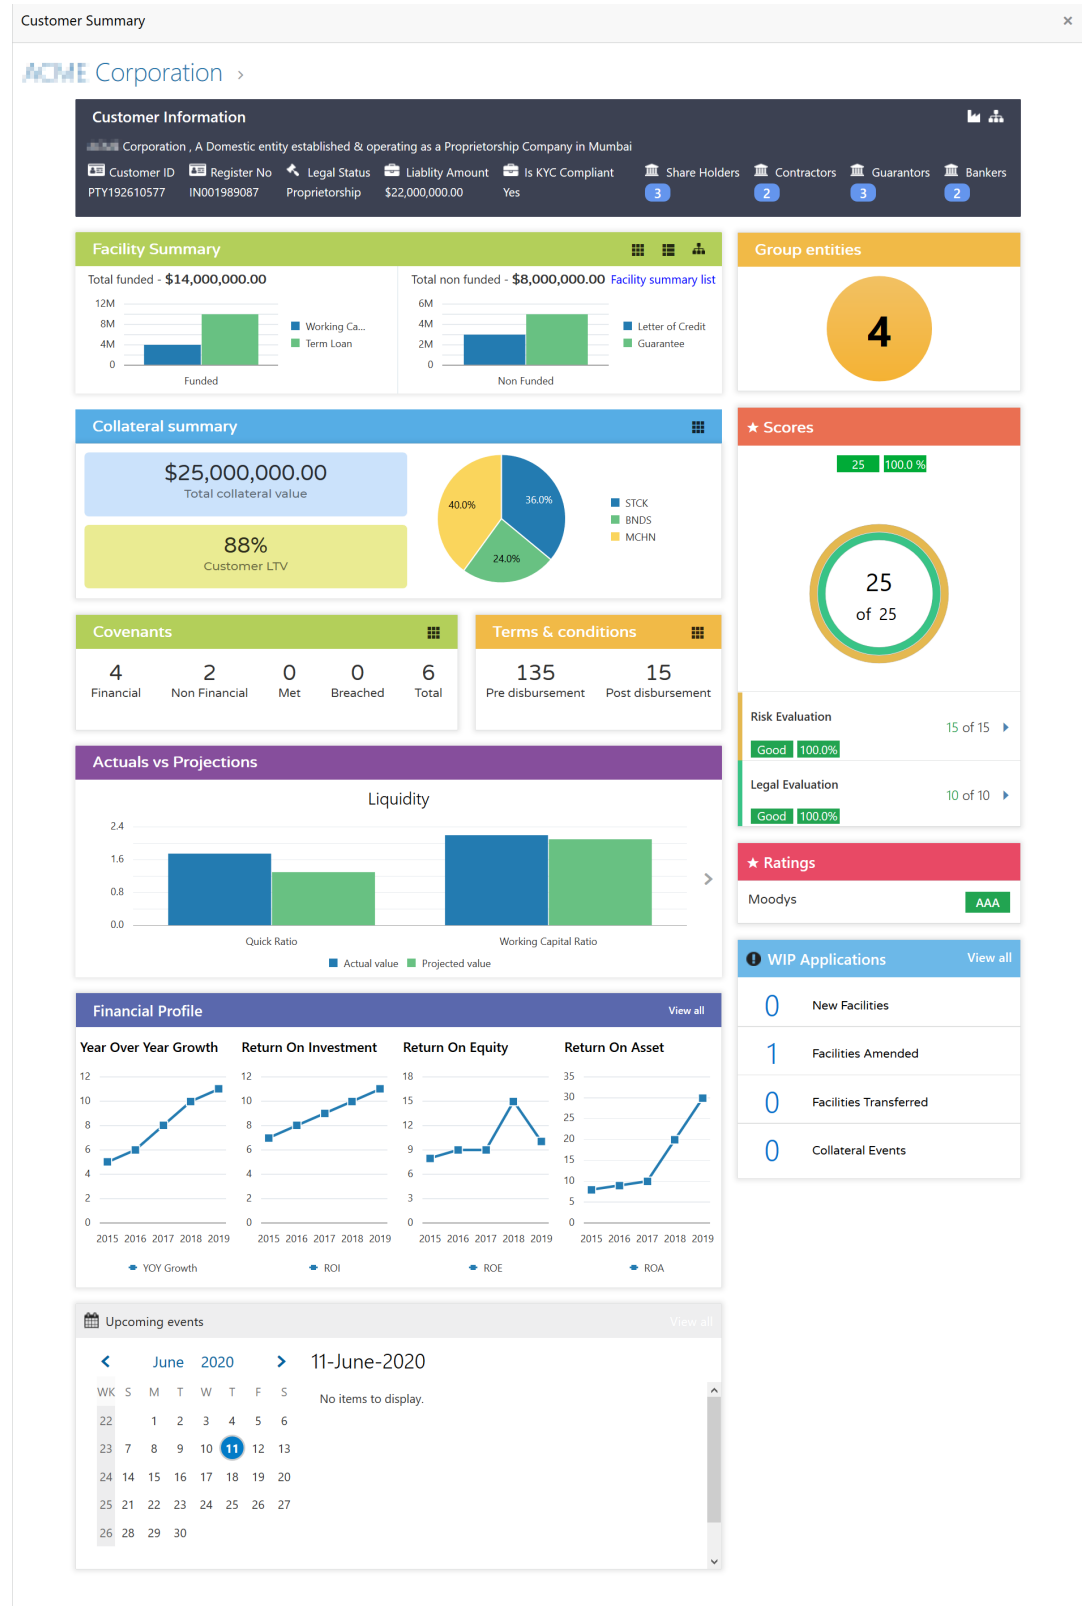 Customer Summary ×
ACME Corporation ›
Customer Information
Corporation , A Domestic entity established & operating as a Proprietorship Company in Mumbai
Customer ID Register No Legal Status Liablity Amount Is KYC Compliant Share Holders Contractors Guarantors Bankers
PTY192610577 IN001989087 Proprietorship $22,000,000.00 Yes 3 2 3 2
Facility Summary
Total funded - $14,000,000.00
12M
8M
4M
0
Funded
Working Ca...
Term Loan
Total non funded - $8,000,000.00 Facility summary list
6M
4M
2M
0
Non Funded
Letter of Credit
Guarantee
Group entities
4
Collateral summary
$25,000,000.00
Total collateral value
88%
Customer LTV
40.0%
36.0%
24.0%
STCK
BNDS
MCHN
Scores
25 100.0 %
25
of 25
Risk Evaluation
15 of 15
Good 100.0%
Legal Evaluation
10 of 10
Good 100.0%
Covenants
4 2 0 0 6
Financial Non Financial Met Breached Total
Terms & conditions
135 15
Pre disbursement Post disbursement
Actuals vs Projections
Liquidity
2.4
1.6
0.8
0.0
Quick Ratio Working Capital Ratio
Actual value Projected value
Ratings
Moodys AAA
WIP Applications View all
0 New Facilities
1 Facilities Amended
0 Facilities Transferred
0 Collateral Events
Financial Profile View all
Year Over Year Growth
12
10
8
6
4
2
0
2015 2016 2017 2018 2019
YOY Growth
Return On Investment
12
10
8
6
4
2
0
2015 2016 2017 2018 2019
ROI
Return On Equity
18
15
12
9
6
3
0
2015 2016 2017 2018 2019
ROE
Return On Asset
35
30
25
20
15
10
5
0
2015 2016 2017 2018 2019
ROA
Upcoming events View all
June 2020
WK S M T W T F S
22 1 2 3 4 5 6
23 7 8 9 10 11 12 13
24 14 15 16 17 18 19 20
25 21 22 23 24 25 26 27
26 28 29 30
11-June-2020
No items to display.